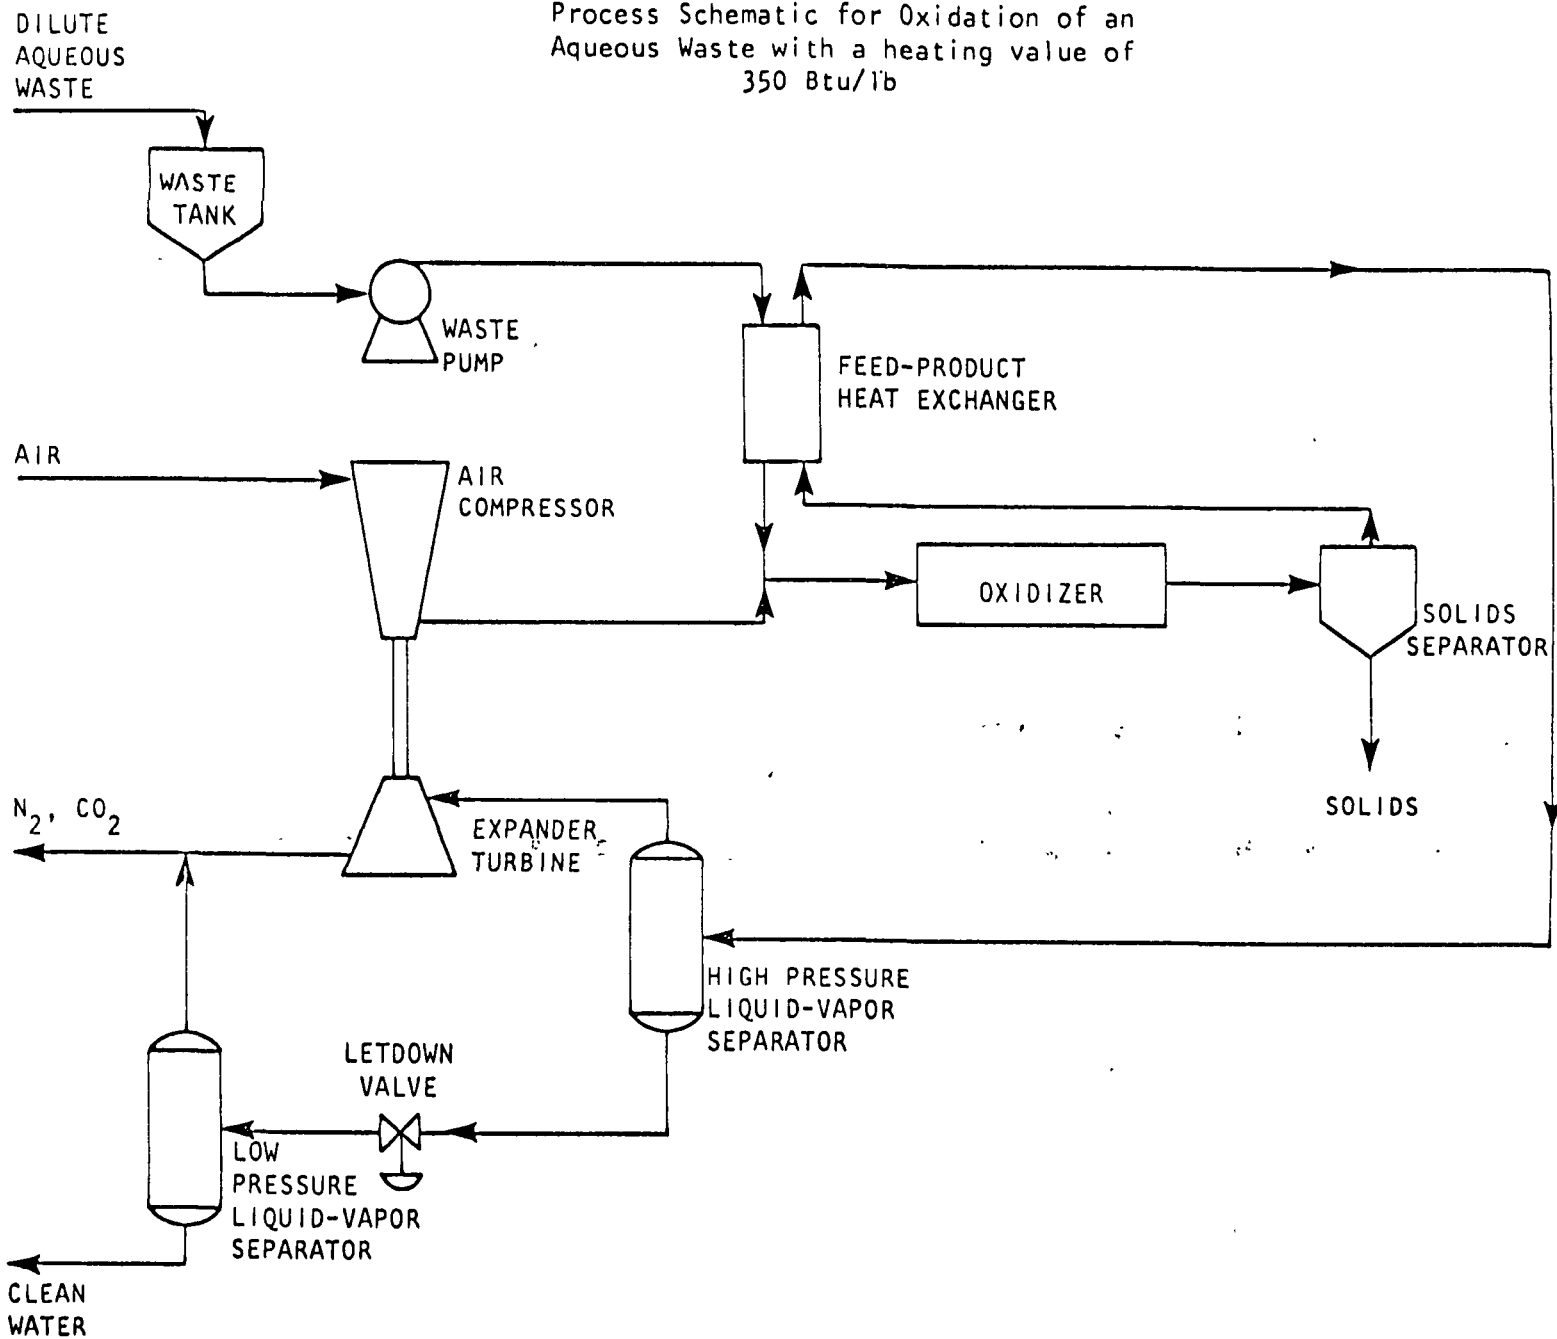 Process Schematic for Oxidation of an
Aqueous Waste with a heating value of
350 Btu/lb
DILUTE
AQUEOUS
WASTE
WASTE
TANK
WASTE
PUMP
FEED-PRODUCT
HEAT EXCHANGER
AIR
AIR
COMPRESSOR
OXIDIZER
SOLIDS
SEPARATOR
SOLIDS
N2, CO2
EXPANDER
TURBINE
HIGH PRESSURE
LIQUID-VAPOR
SEPARATOR
LETDOWN
VALVE
LOW
PRESSURE
LIQUID-VAPOR
SEPARATOR
CLEAN
WATER